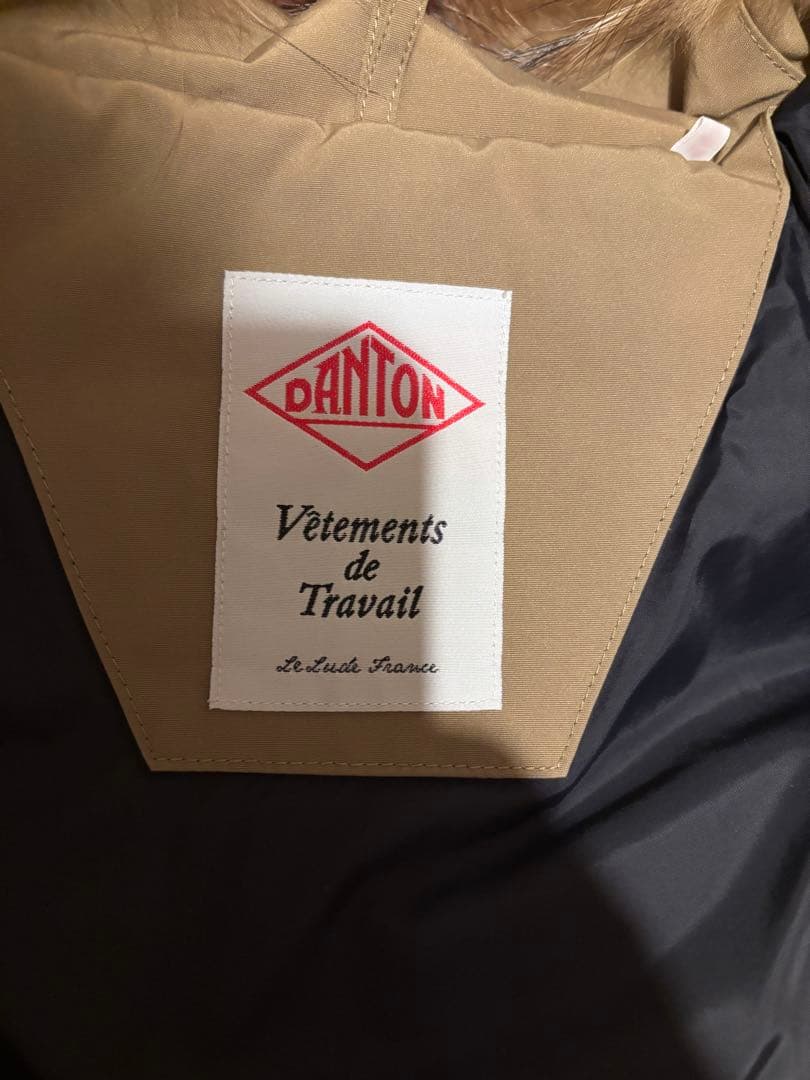 DANTON
Vêtements
de
Travail
Le Lude France